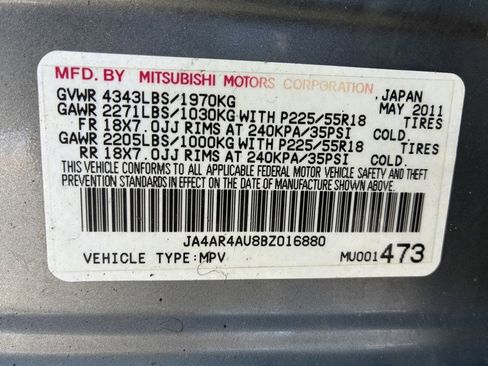 MFD. BY MITSUBISHI MOTORS CORPORATION
GVWR 4343LBS/1970KG JAPAN MAY 2011
GAWR 2271LBS/1030KG WITH P225/55R18 TIRES
FR 18X7.0JJ RIMS AT 240KPA/35PSI COLD.
GAWR 2205LBS/1000KG WITH P225/55R18 TIRES
RR 18X7.0JJ RIMS AT 240KPA/35PSI COLD.
THIS VEHICLE CONFORMS TO ALL APPLICABLE FEDERAL MOTOR VEHICLE SAFETY AND THEFT
PREVENTION STANDARDS IN EFFECT ON THE DATE OF MANUFACTURE SHOWN ABOVE.
JA4AR4AU8BZ016880
VEHICLE TYPE:MPV MU001473